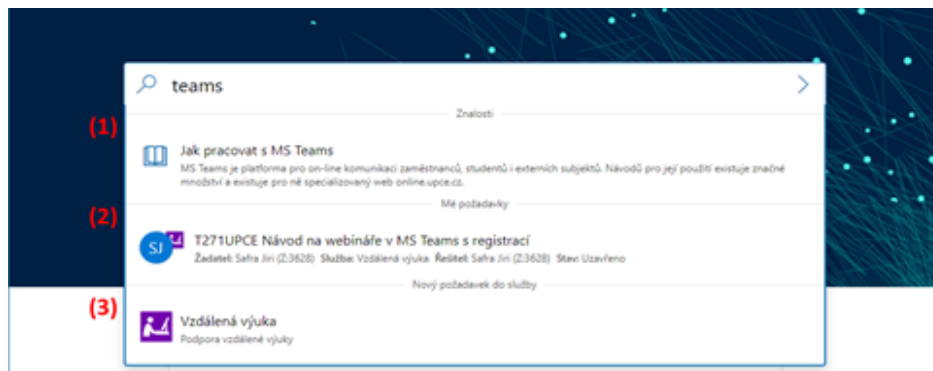 teams
(1)
Znalosti
Jak pracovat s MS Teams
MS Teams je platforma pro on-line komunikaci zaměstnanců, studentů i externích subjektů. Návodů pro její použití existuje značné
množství a existuje pro ně specializovaný web online.upce.cz.
(2)
Mé požadavky
SJ
T271UPCE Návod na webináře v MS Teams s registrací
Žadatel: Safra Jiri (Z:3628) Služba: Vzdálená výuka Řešitel: Safra Jiri (Z:3628) Stav: Uzavřeno
Nový požadavek do služby
(3)
Vzdálená výuka
Podpora vzdálené výuky